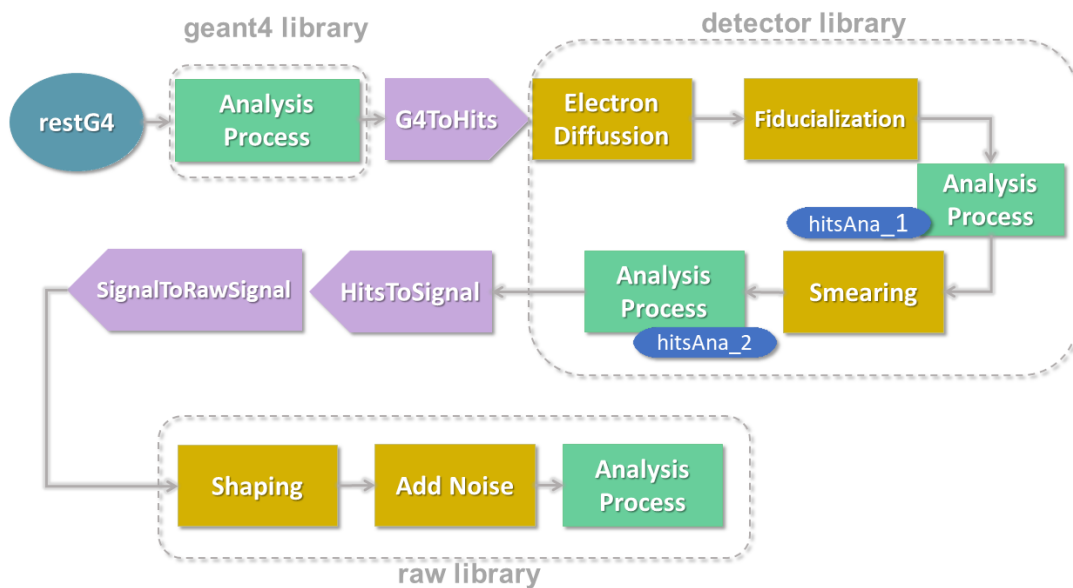 geant4 library
detector library
restG4
Analysis
Process
G4ToHits
Electron
Diffussion
Fiducialization
Analysis
Process
hitsAna_1
SignalToRawSignal
HitsToSignal
Analysis
Process
hitsAna_2
Smearing
Shaping
Add Noise
Analysis
Process
raw library